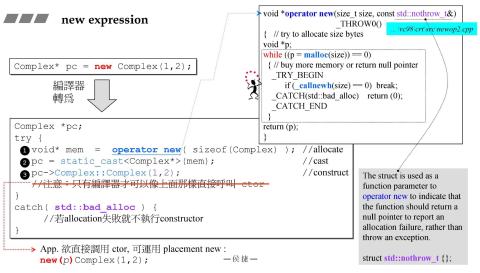 new expression
Complex* pc = new Complex(1,2);
編譯器
轉為
Complex *pc;
try {
❶ void* mem = operator new( sizeof(Complex) ); //allocate
❷ pc = static_cast<Complex*>(mem); //cast
❸ pc->Complex::Complex(1,2); //construct
//注意：只有編譯器才可以像上面那樣直接呼叫 ctor
}
catch( std::bad_alloc ) {
//若allocation失敗就不執行constructor
}
App. 欲直接調用 ctor, 可運用 placement new :
new(p)Complex(1,2);
—侯捷—
void *operator new(size_t size, const std::nothrow_t&)
_THROW0()
{ // try to allocate size bytes
void *p;
while ((p = malloc(size)) == 0)
{ // buy more memory or return null pointer
_TRY_BEGIN
if (_callnewh(size) == 0) break;
_CATCH(std::bad_alloc) return (0);
_CATCH_END
}
return (p);
}
...\vc98\crt\src\newop2.cpp
The struct is used as a
function parameter to
operator new to indicate that
the function should return a
null pointer to report an
allocation failure, rather than
throw an exception.
struct std::nothrow_t {};